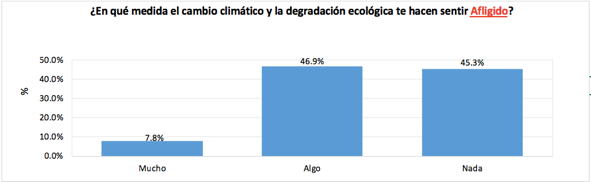 ¿En qué medida el cambio climático y la degradación ecológica te hacen sentir Afligido?
50.0%
40.0%
30.0%
20.0%
10.0%
0.0%
%
7.8%
46.9%
45.3%
Mucho
Algo
Nada